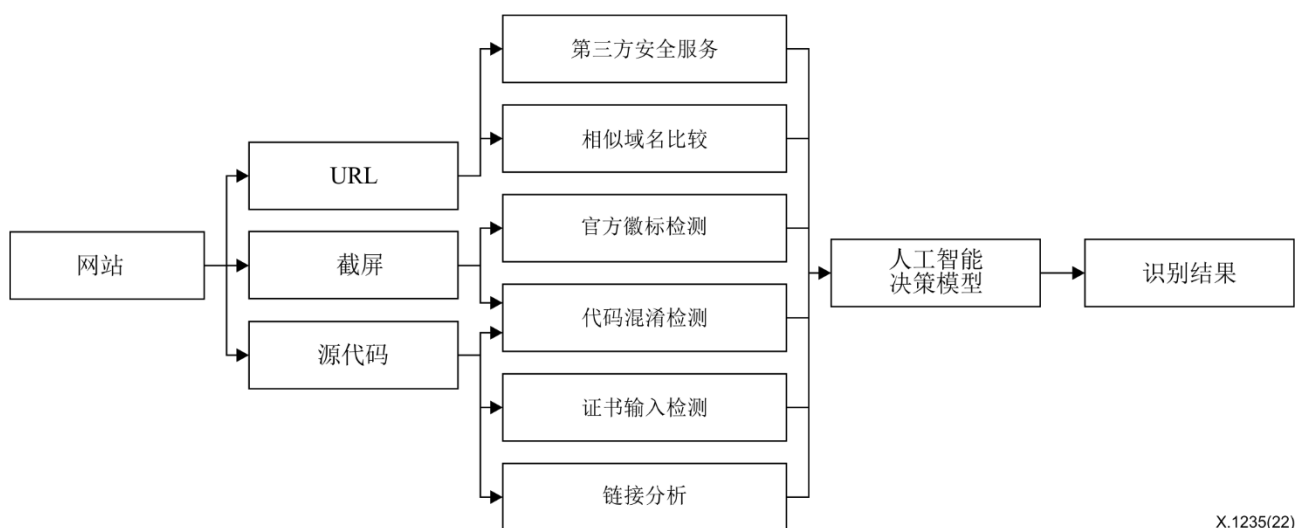 第三方安全服务
相似域名比较
URL
官方徽标检测
网站
截屏
人工智能
决策模型
识别结果
代码混淆检测
源代码
证书输入检测
链接分析
X.1235(22)